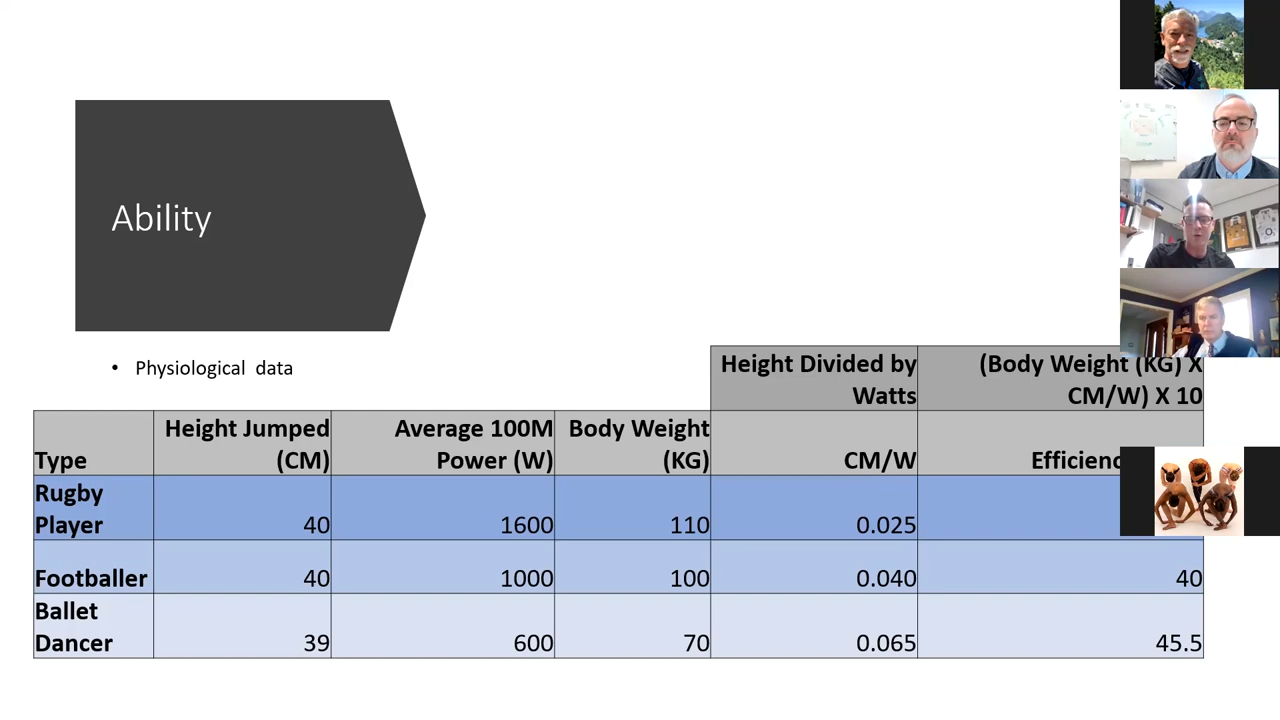 Ability
• Physiological data
Height Divided by Watts
(Body Weight (KG) X CM/W) X 10
Type
Height Jumped (CM)
Average 100M Power (W)
Body Weight (KG)
CM/W
Rugby Player
40
1600
110
0.025
Footballer
40
1000
100
0.040
40
Ballet Dancer
39
600
70
0.065
45.5